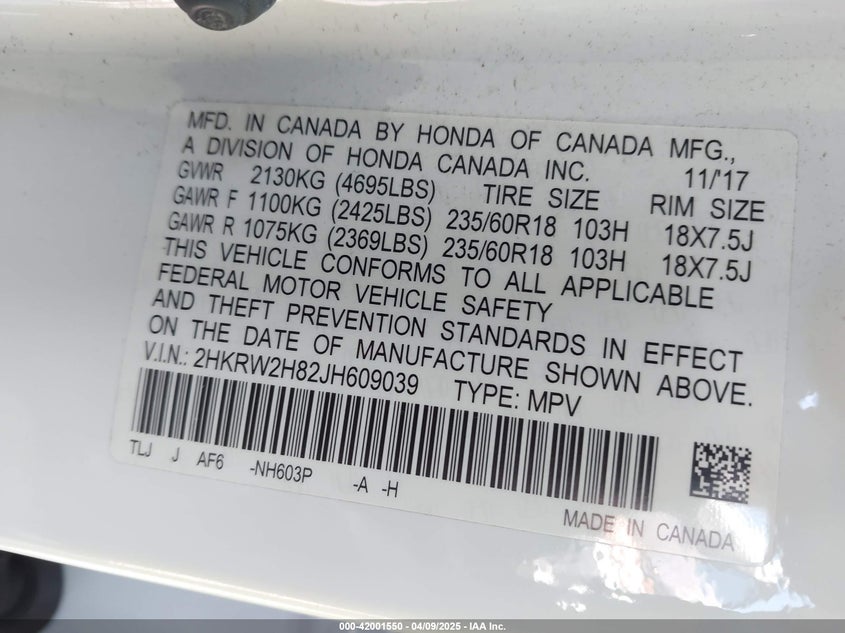 MFD. IN CANADA BY HONDA OF CANADA MFG.,
A DIVISION OF HONDA CANADA INC. 11/'17
GVWR 2130KG (4695LBS) TIRE SIZE RIM SIZE
GAWR F 1100KG (2425LBS) 235/60R18 103H 18X7.5J
GAWR R 1075KG (2369LBS) 235/60R18 103H 18X7.5J
THIS VEHICLE CONFORMS TO ALL APPLICABLE
FEDERAL MOTOR VEHICLE SAFETY
AND THEFT PREVENTION STANDARDS IN EFFECT
ON THE DATE OF MANUFACTURE SHOWN ABOVE.
V.I.N.: 2HKRW2H82JH609039 TYPE: MPV
TLJ J AF6 -NH603P -A -H
MADE IN CANADA
000-42001550 - 04/09/2025 - IAA Inc.